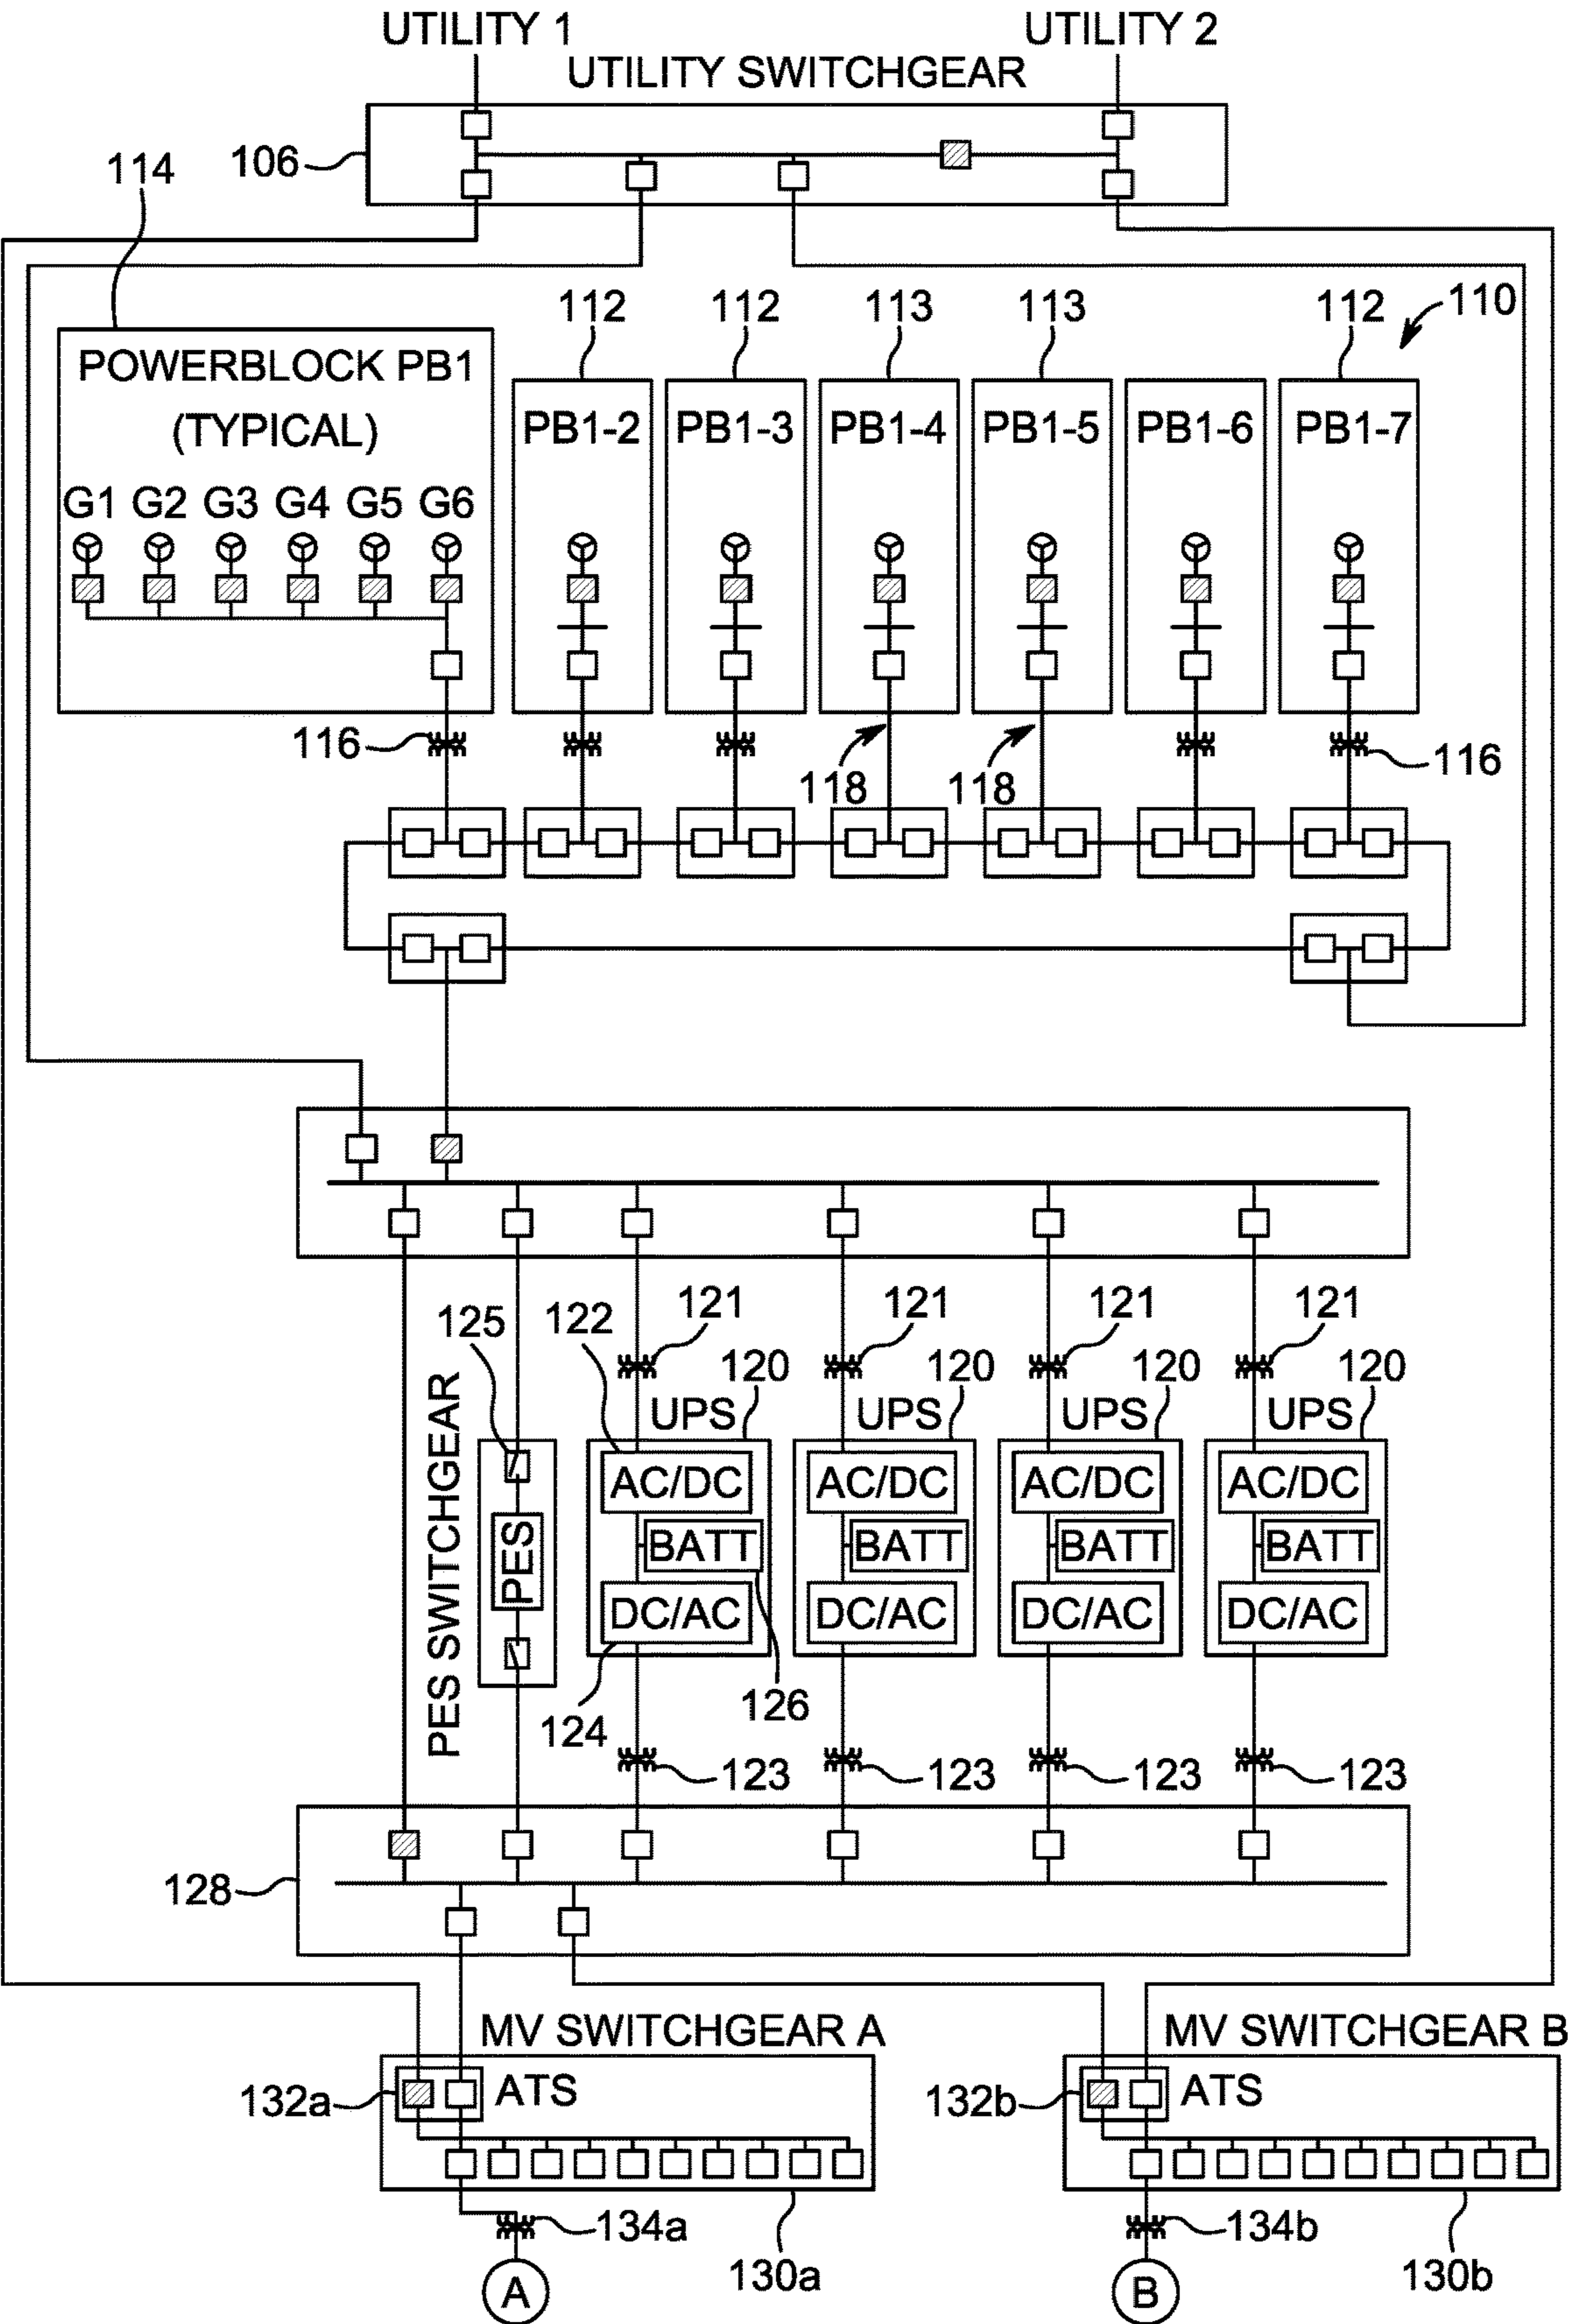 UTILITY 1
UTILITY 2
UTILITY SWITCHGEAR
106
114
112
112
113
113
112
110
POWERBLOCK PB1
(TYPICAL)
G1 G2 G3 G4 G5 G6
PB1-2
PB1-3
PB1-4
PB1-5
PB1-6
PB1-7
116
118
118
116
125
122
121
121
121
121
120
120
120
120
UPS
UPS
UPS
UPS
PES SWITCHGEAR
PES
AC/DC
BATT
DC/AC
AC/DC
BATT
DC/AC
AC/DC
BATT
DC/AC
AC/DC
BATT
DC/AC
124
126
123
123
123
123
128
MV SWITCHGEAR A
MV SWITCHGEAR B
132a
ATS
132b
ATS
134a
134b
130a
130b
A
B